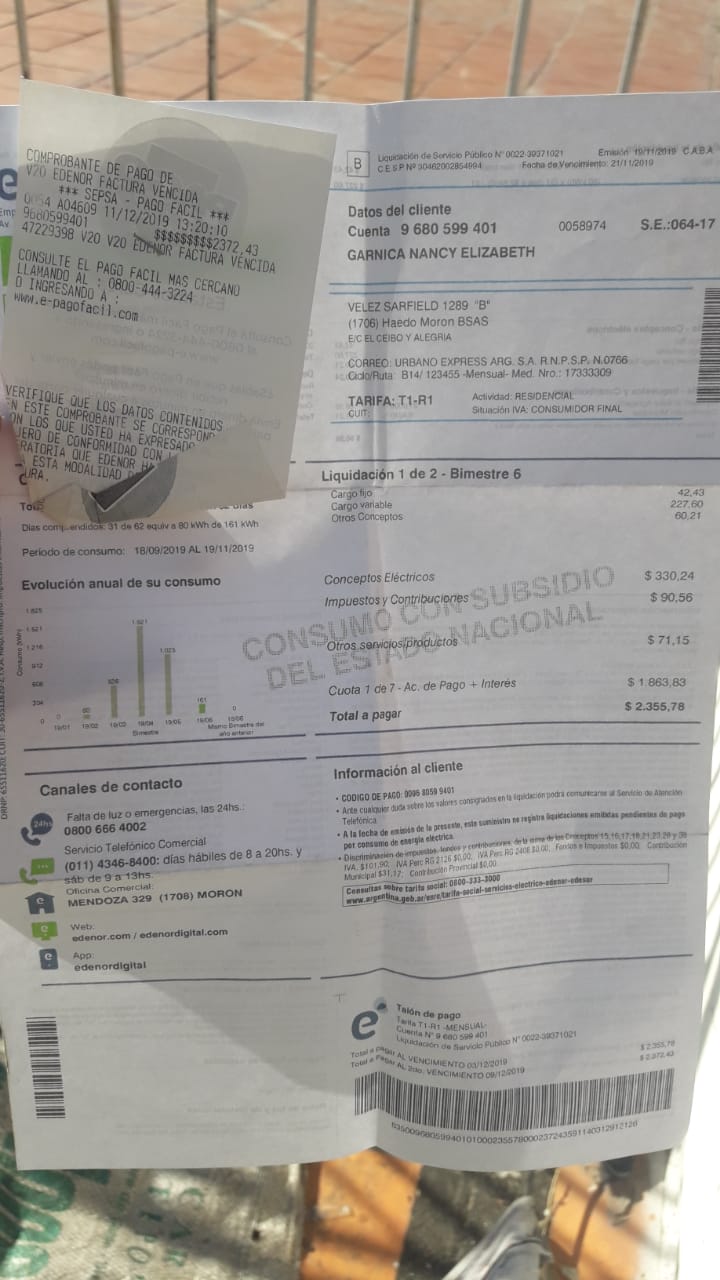 COMPROBANTE DE PAGO DE
V20 EDENOR FACTURA VENCIDA
*** SEPSA - PAGO FACIL ***
0054 A04609 11/12/2019 13:20:10
9680599401 $$$$$$$$$2372,43
47229398 V20 V20 EDENOR FACTURA VENCIDA
CONSULTE EL PAGO FACIL MAS CERCANO
LLAMANDO AL : 0800-444-3224
O INGRESANDO A :
www.e-pagofacil.com
VERIFIQUE QUE LOS DATOS CONTENIDOS
EN ESTE COMPROBANTE SE CORRESPOND
ON LOS QUE USTED HA EXPRESADO
JERO DE CONFORMIDAD CON
RATORIA QUE EDENOR HA
ESTA MODALIDAD
URA.
B
Liquidación de Servicio Público N° 0022-39371021 Emisión 19/11/2019 C.A.B.A
C.E.S.P Nº 30462002854094 Fecha de Vencimiento: 21/11/2019
Datos del cliente
Cuenta 9 680 599 401 0058974 S.E.:064-17
GARNICA NANCY ELIZABETH
VELEZ SARFIELD 1289 "B"
(1706) Haedo Moron BSAS
E/C EL CEIBO Y ALEGRIA
CORREO: URBANO EXPRESS ARG. S.A. R.N.P.S.P. N.0766
Ciclo/Ruta: B14/ 123455 -Mensual- Med. Nro.: 17333309
TARIFA: T1-R1 Actividad: RESIDENCIAL
CUIT: Situación IVA: CONSUMIDOR FINAL
Liquidación 1 de 2 - Bimestre 6
Cargo fijo 42,43
Cargo variable 227,60
Otros Conceptos 60,21
Conceptos Eléctricos $ 330,24
Impuestos y Contribuciones $ 90,56
Otros servicios/productos $ 71,15
Cuota 1 de 7 - Ac. de Pago + Interés $ 1.863,83
Total a pagar $ 2.355,78
CONSUMO CON SUBSIDIO
DEL ESTADO NACIONAL
Días comprendidos: 31 de 62 equiv a 80 kWh de 161 kWh
Período de consumo: 18/09/2019 AL 19/11/2019
Evolución anual de su consumo
Consumo (kWh)
1.825
1.521
1.216
912
608
304
0
0
1.621
1.023
161
0
19/01 19/02 19/03 19/04 19/05 19/06 18/06
Bimestre
Mismo Bimestre del
año anterior
Canales de contacto
24hs
Falta de luz o emergencias, las 24hs.:
0800 666 4002
Servicio Telefónico Comercial
(011) 4346-8400: días hábiles de 8 a 20hs. y
sáb de 9 a 13hs.
Oficina Comercial:
MENDOZA 329 (1708) MORON
Web:
edenor.com / edenordigital.com
App:
edenordigital
Información al cliente
• CODIGO DE PAGO: 0096 8059 9401
• Ante cualquier duda sobre los valores consignados en la liquidación podrá comunicarse al Servicio de Atención
Telefónica.
• A la fecha de emisión de la presente, este suministro no registra liquidaciones emitidas pendientes de pago
por consumo de energía eléctrica.
• Discriminación de impuestos, fondos y contribuciones, de la suma de los Conceptos 15,16,17,18,21,23,28 y 38
IVA. $101,90; IVA Perc RG 2126 $0,00; IVA Perc RG 2408 $0,00; Fondos e Impuestos $0,00; Contribución
Municipal $31,17; Contribución Provincial $0,00.
Consultas sobre tarifa social: 0800-333-3000
www.argentina.gob.ar/enre/tarifa-social-servicios-electrico-edenor-edesur
e
Talón de pago
Tarifa T1-R1 -MENSUAL-
Cuenta N° 9 680 599 401
Liquidación de Servicio Público N° 0022-39371021
Total a pagar AL VENCIMIENTO 03/12/2019 $ 2.355,78
Total a Pagar AL 2do. VENCIMIENTO 09/12/2019 $ 2.372,43